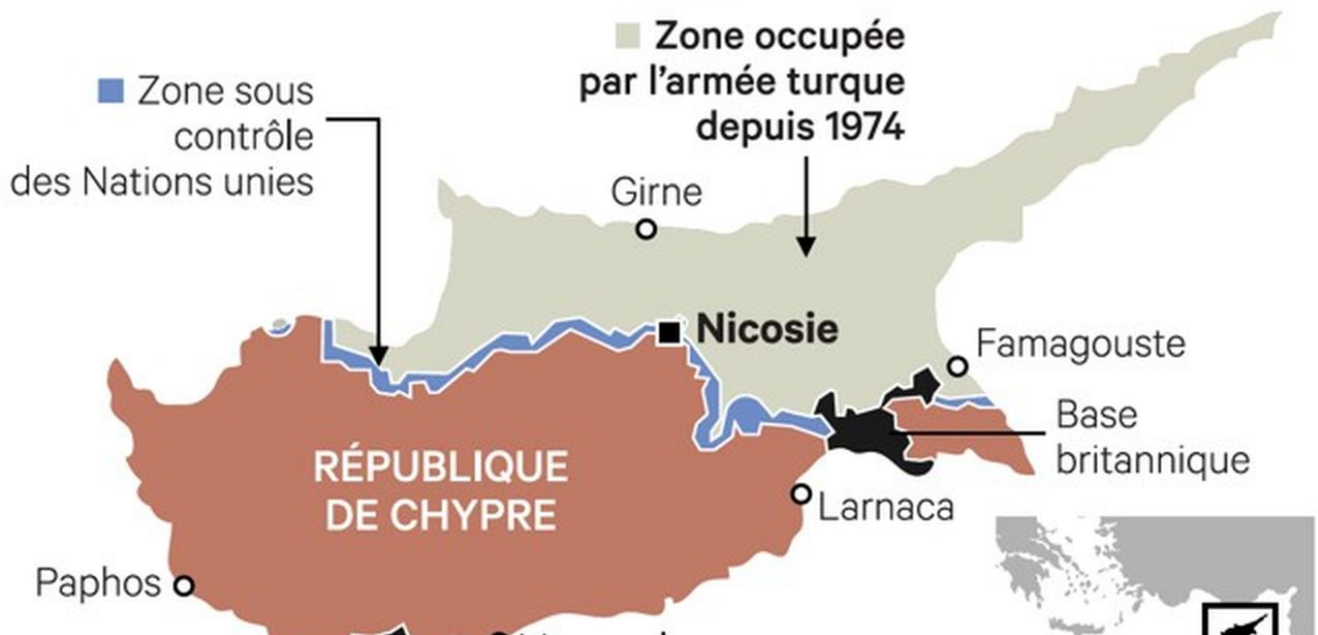 Zone occupée
par l'armée turque
depuis 1974
Zone sous
contrôle
des Nations unies
Girne
Nicosie
Famagouste
Base
britannique
RÉPUBLIQUE
DE CHYPRE
Larnaca
Paphos